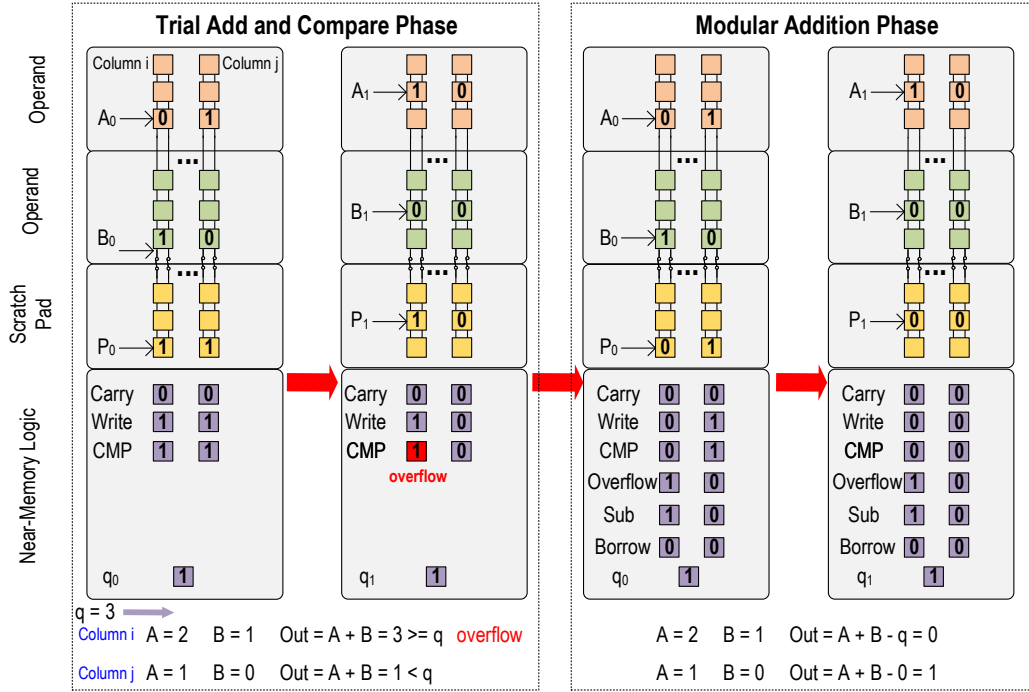 Trial Add and Compare Phase
Modular Addition Phase
Operand
Operand
Scratch Pad
Near-Memory Logic
Column i
Column j
A0
0 1
...
B0
1 0
...
P0
1 1
Carry 0 0
Write 1 1
CMP 1 1
q0 1
A1
1 0
...
B1
0 0
...
P1
1 0
Carry 0 0
Write 1 0
CMP 1 0
overflow
q1 1
A0
0 1
...
B0
1 0
...
P0
0 1
Carry 0 0
Write 0 1
CMP 0 1
Overflow 1 0
Sub 1 0
Borrow 0 0
q0 1
A1
1 0
...
B1
0 0
...
P1
0 0
Carry 0 0
Write 0 0
CMP 0 0
Overflow 1 0
Sub 1 0
Borrow 0 0
q1 1
q = 3
Column i A = 2 B = 1 Out = A + B = 3 >= q overflow
Column j A = 1 B = 0 Out = A + B = 1 < q
A = 2 B = 1 Out = A + B - q = 0
A = 1 B = 0 Out = A + B - 0 = 1